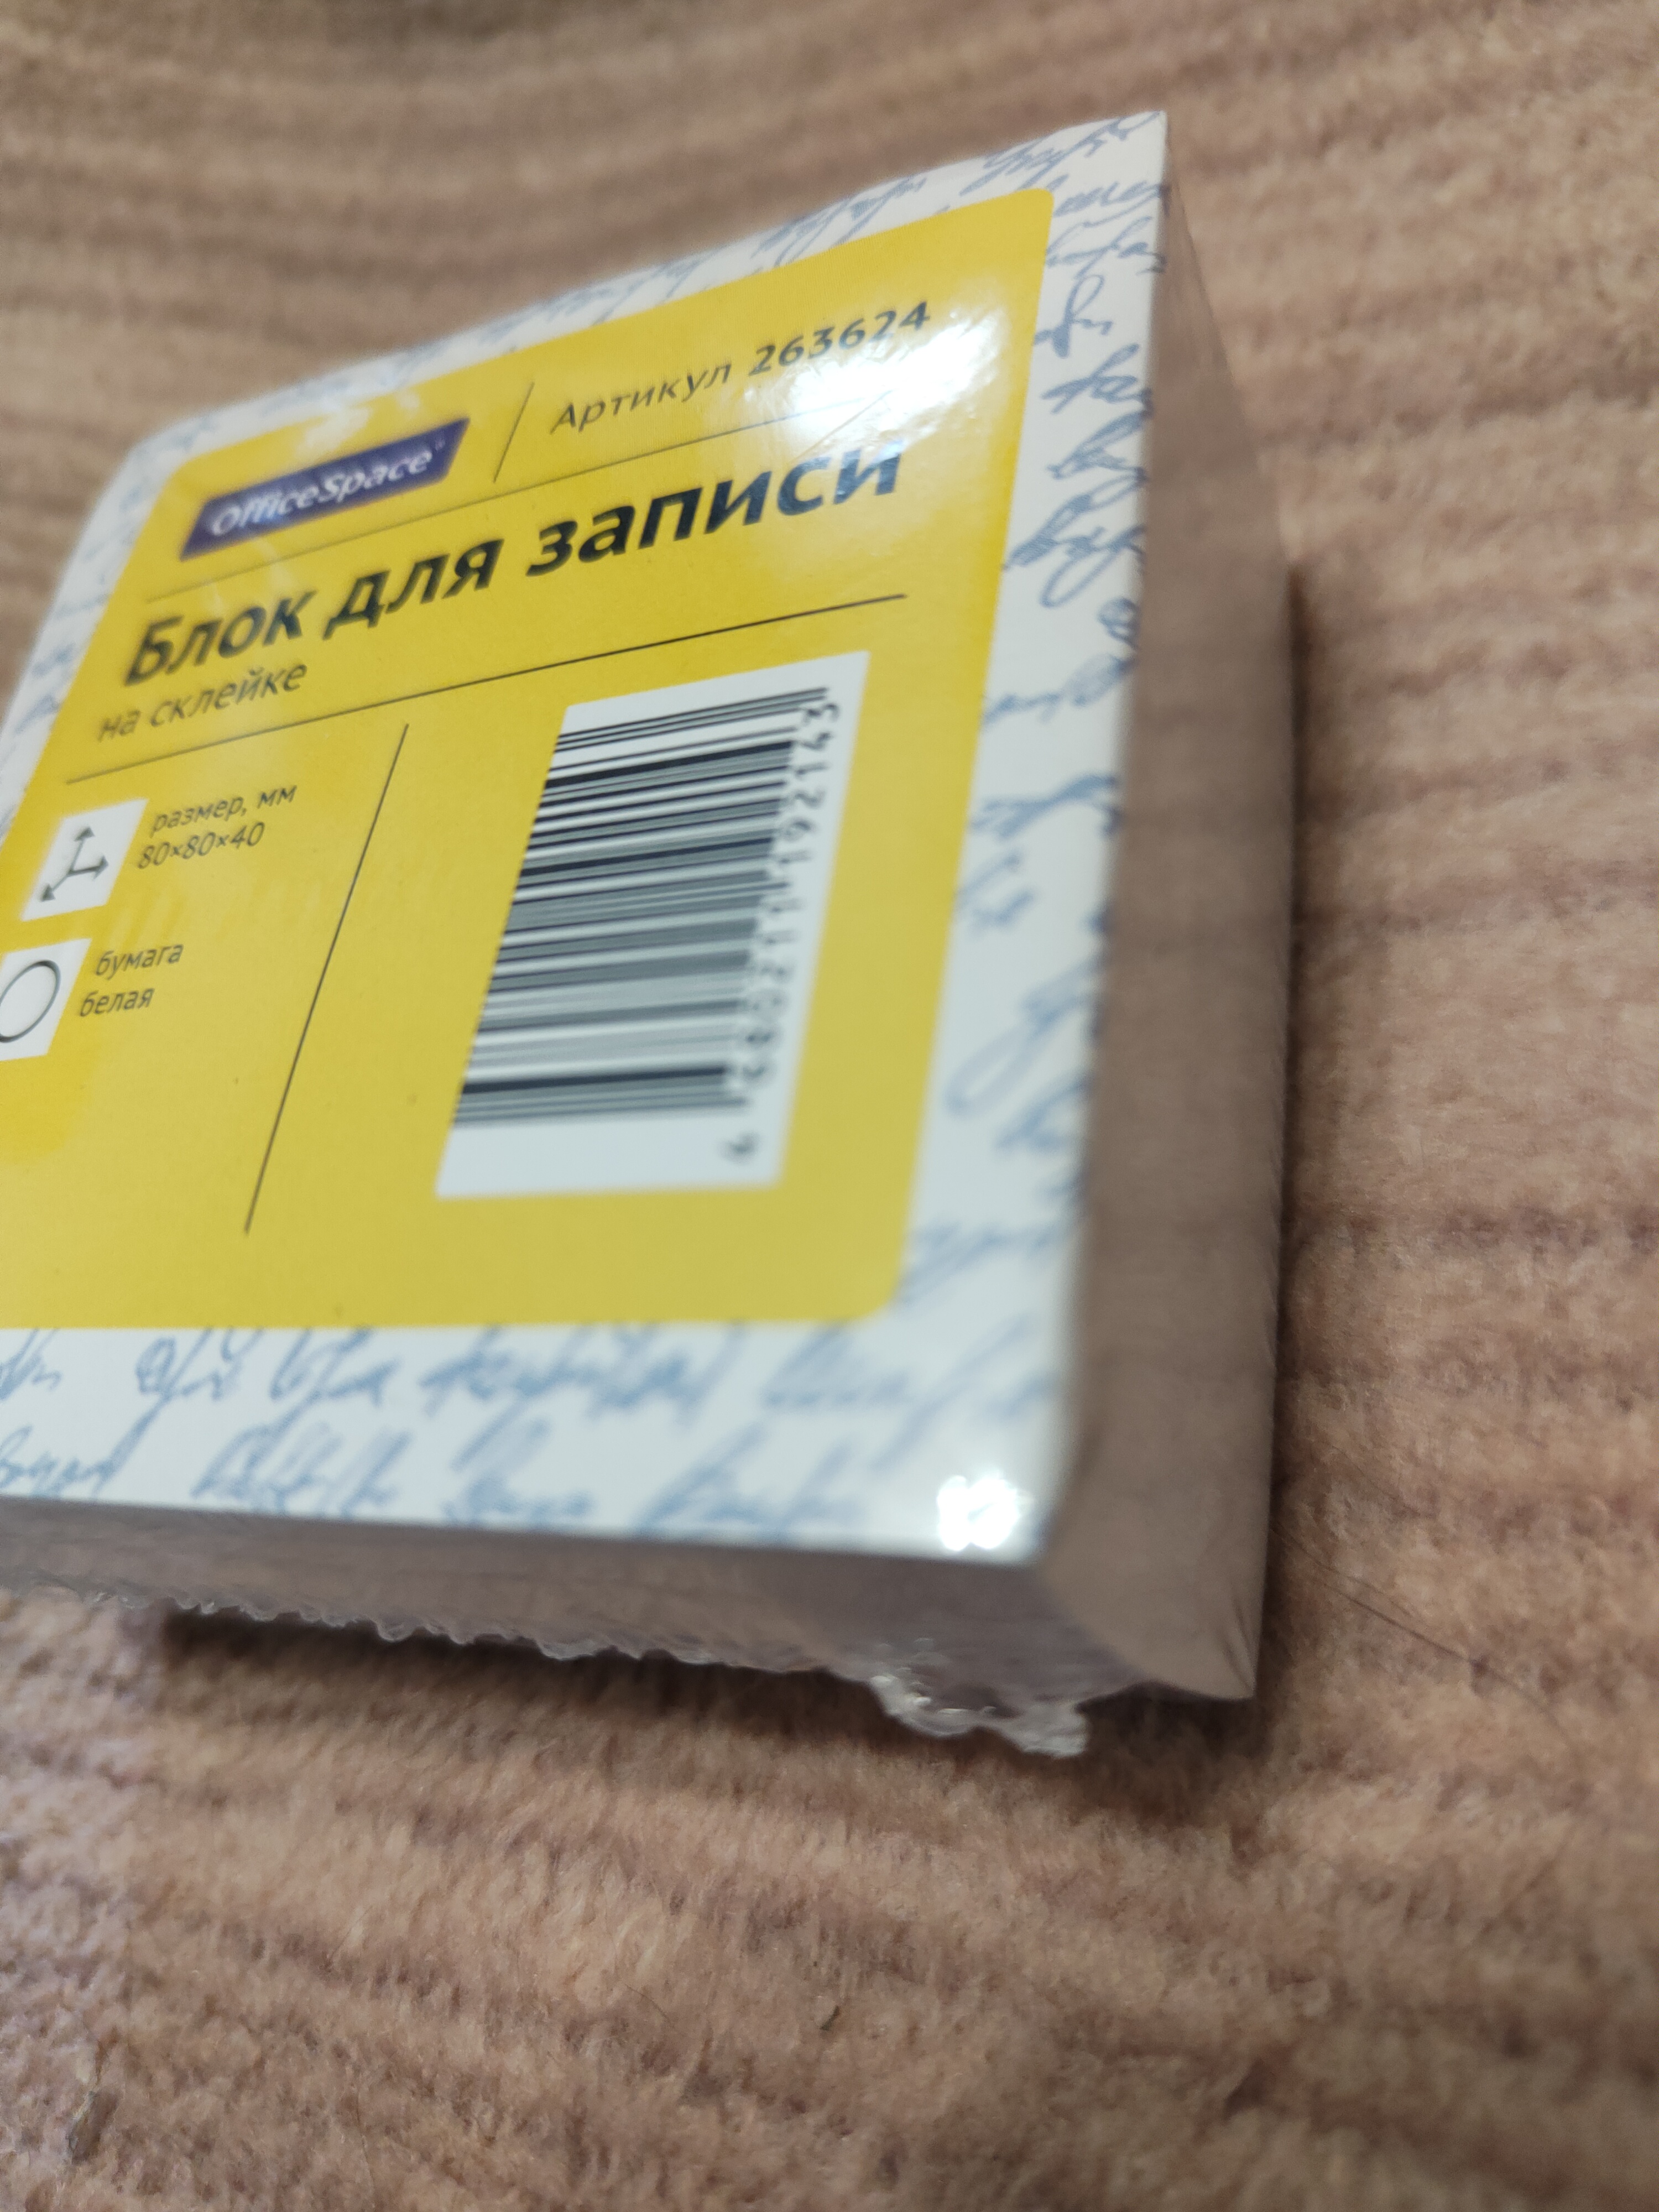 OfficeSpace
Артикул 263624
Блок для записи
на склейке
размер, мм
80×80×40
бумага
белая